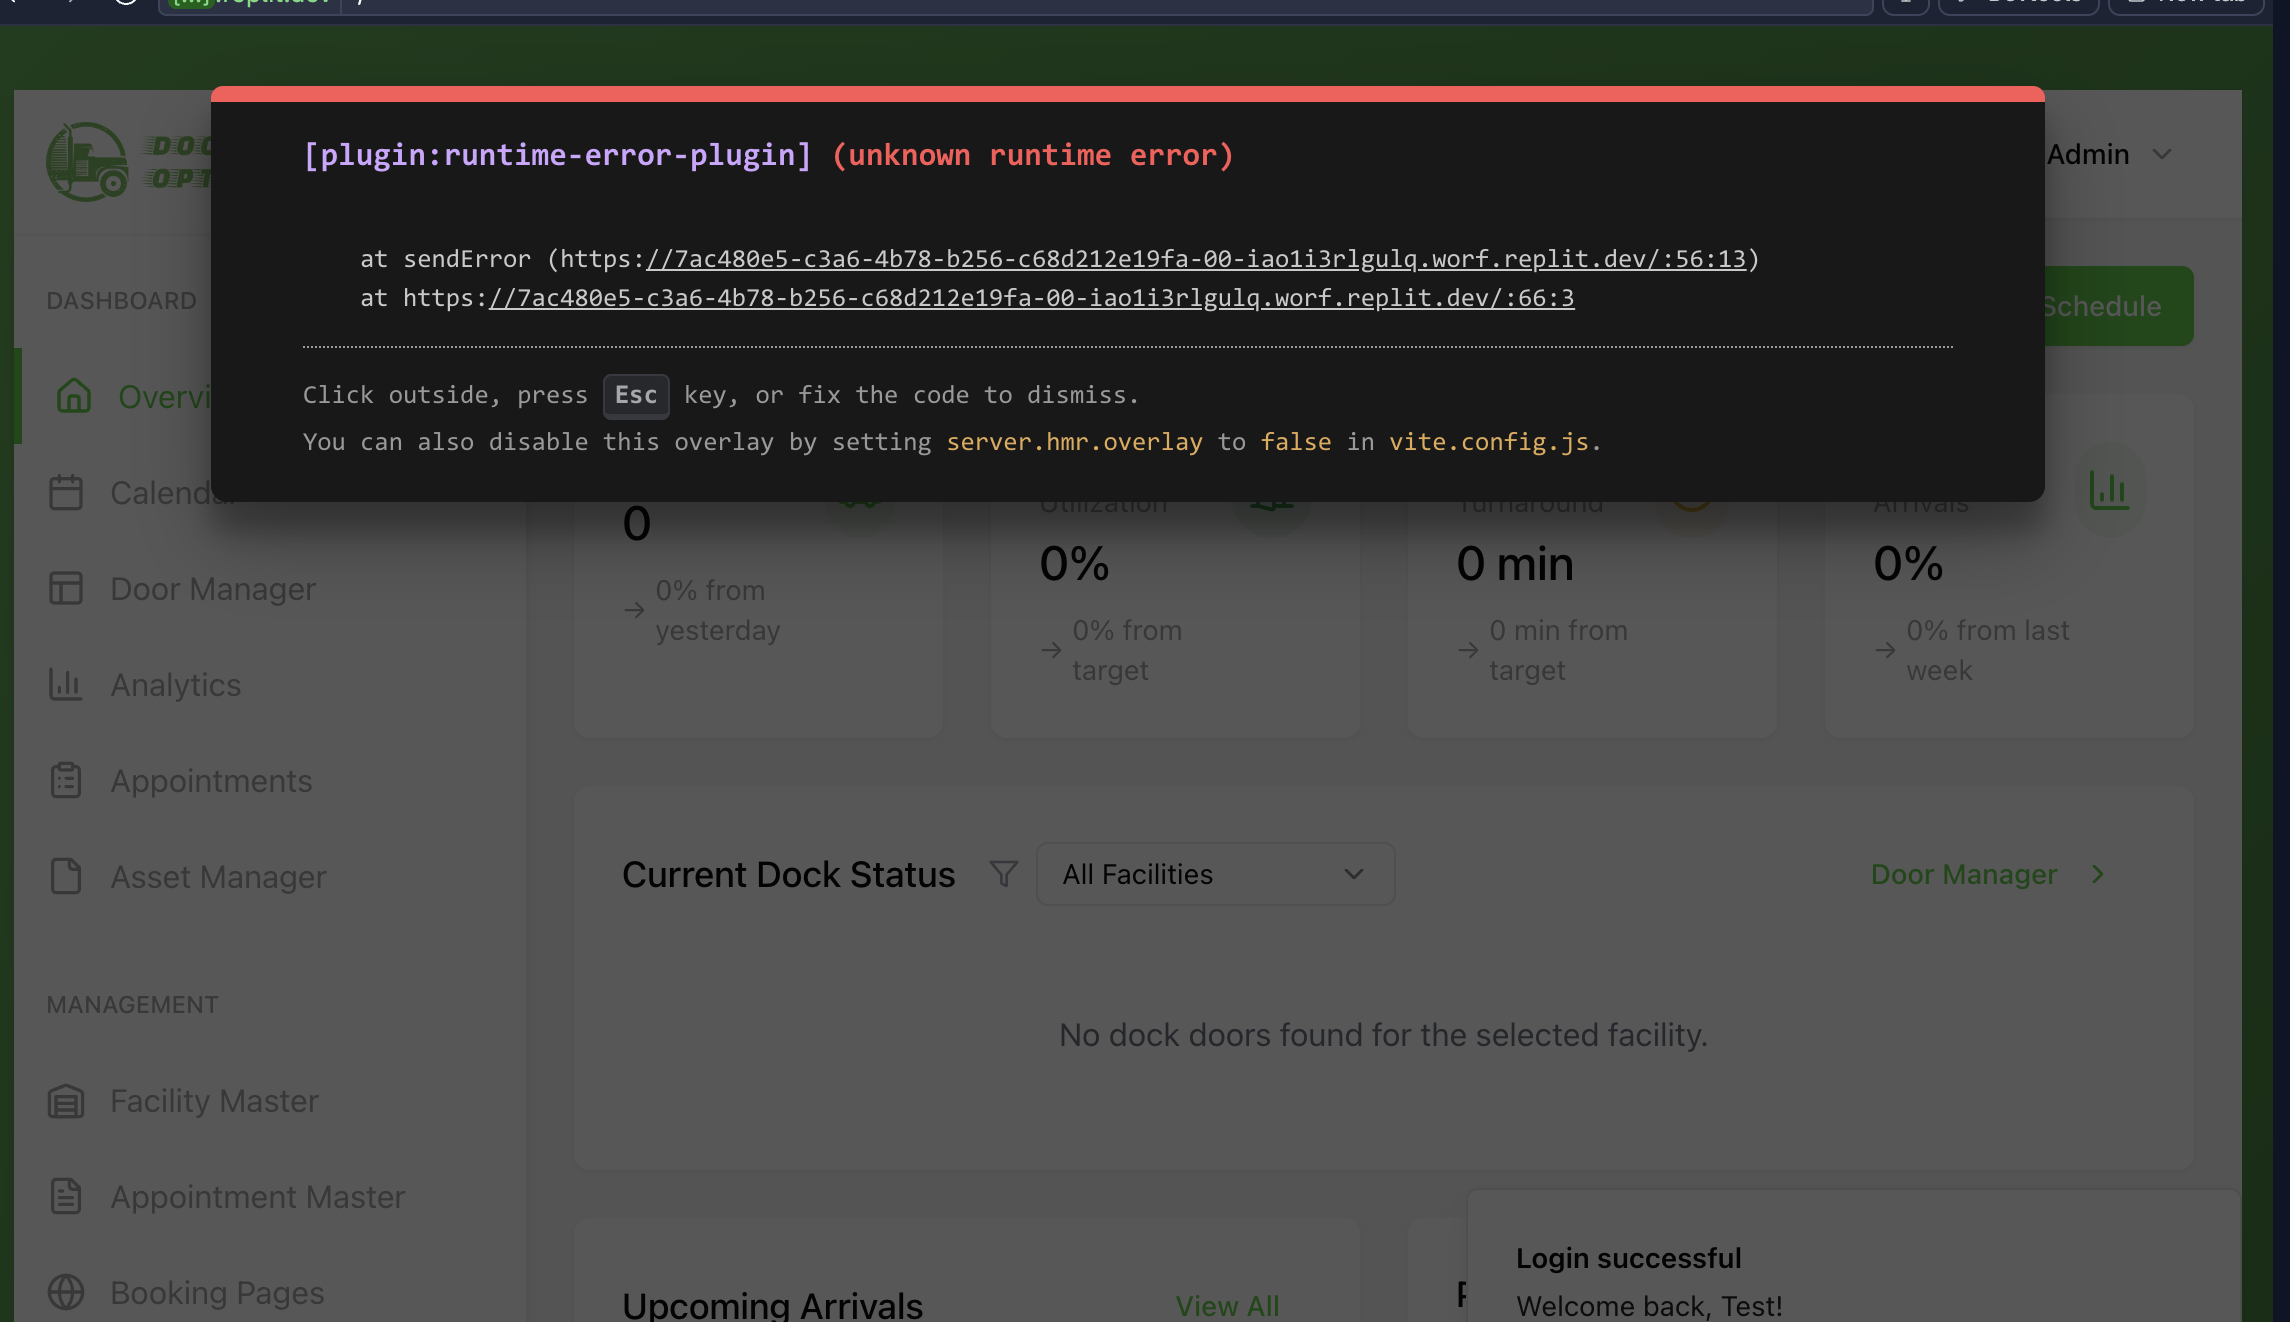 [plugin:runtime-error-plugin] (unknown runtime error)
at sendError (https://7ac480e5-c3a6-4b78-b256-c68d212e19fa-00-iao1i3rlgulq.worf.replit.dev/:56:13)
at https://7ac480e5-c3a6-4b78-b256-c68d212e19fa-00-iao1i3rlgulq.worf.replit.dev/:66:3
Click outside, press Esc key, or fix the code to dismiss.
You can also disable this overlay by setting server.hmr.overlay to false in vite.config.js.
Admin
Schedule
DASHBOARD
Overvi
Calendar
Door Manager
Analytics
Appointments
Asset Manager
MANAGEMENT
Facility Master
Appointment Master
Booking Pages
0
0% from
yesterday
Utilization
0%
0% from
target
Turnaround
0 min
0 min from
target
Arrivals
0%
0% from last
week
Current Dock Status
All Facilities
Door Manager
No dock doors found for the selected facility.
Upcoming Arrivals
View All
Login successful
Welcome back, Test!